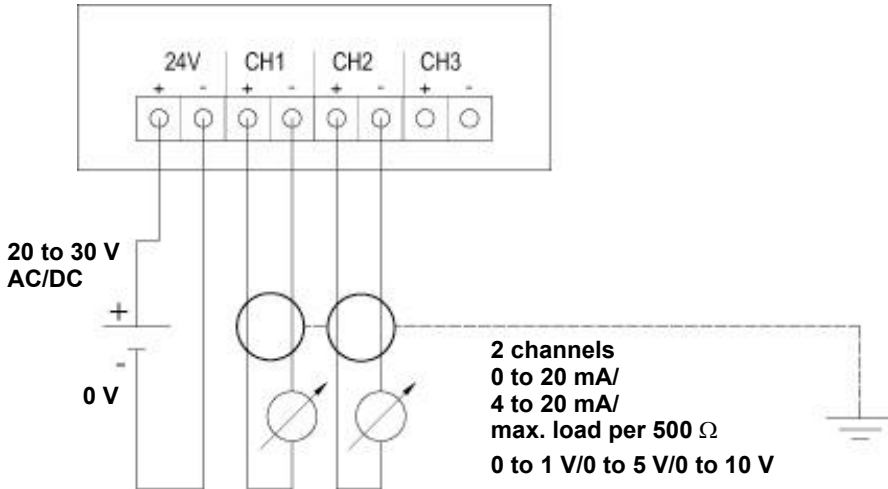 24V CH1 CH2 CH3
+ - + - + - + -
20 to 30 V
AC/DC
+
-
0 V
2 channels
0 to 20 mA/
4 to 20 mA/
max. load per 500 Ω
0 to 1 V/0 to 5 V/0 to 10 V